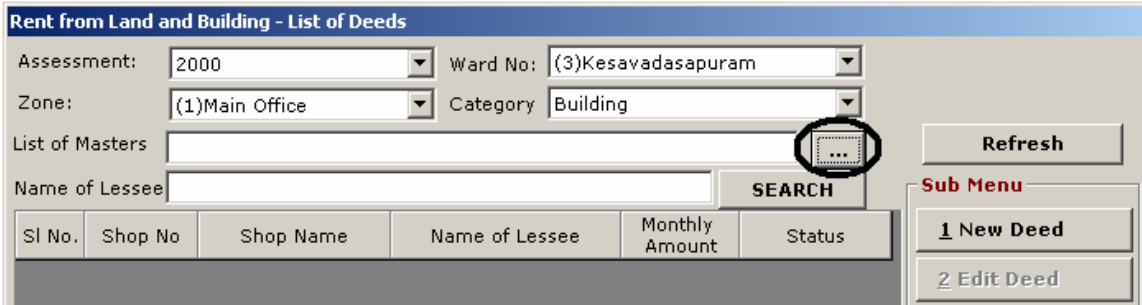 Rent from Land and Building - List of Deeds
Assessment: 2000 Ward No: (3)Kesavadasapuram
Zone: (1)Main Office Category Building
List of Masters ... Refresh
Name of Lessee SEARCH Sub Menu
Sl No. Shop No Shop Name Name of Lessee Monthly Amount Status
1 New Deed
2 Edit Deed